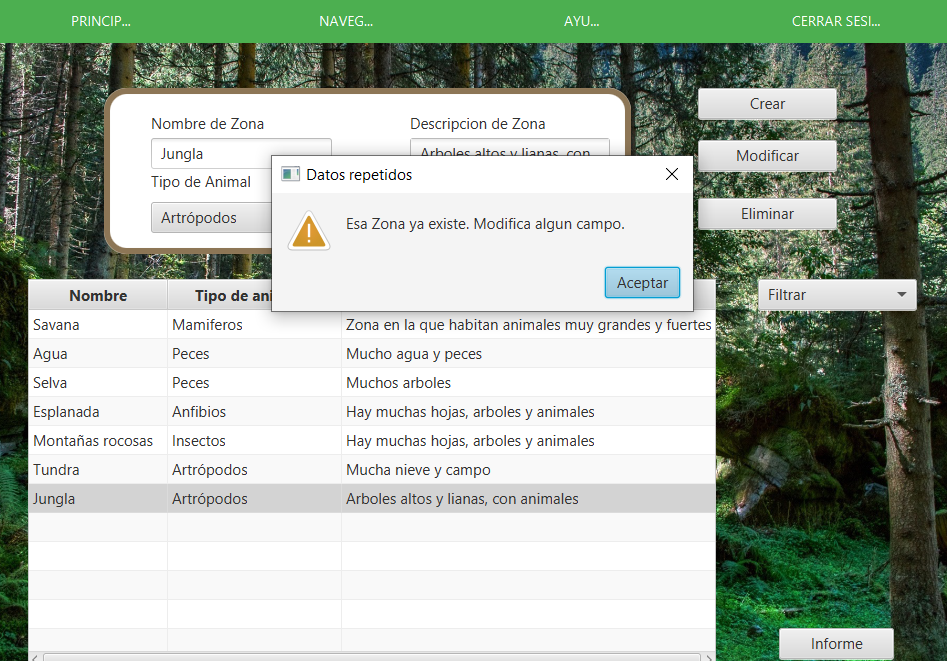 PRINCIP... NAVEG... AYU... CERRAR SESI...
Nombre de Zona Descripcion de Zona Crear
Jungla Arboles altos y lianas, con
Modificar
Datos repetidos
Tipo de Animal
Artrópodos Eliminar
Esa Zona ya existe. Modifica algun campo.
Aceptar
Nombre Tipo de ani Filtrar
Savana Mamiferos Zona en la que habitan animales muy grandes y fuertes
Agua Peces Mucho agua y peces
Selva Peces Muchos arboles
Esplanada Anfibios Hay muchas hojas, arboles y animales
Montañas rocosas Insectos Hay muchas hojas, arboles y animales
Tundra Artrópodos Mucha nieve y campo
Jungla Artrópodos Arboles altos y lianas, con animales
Informe